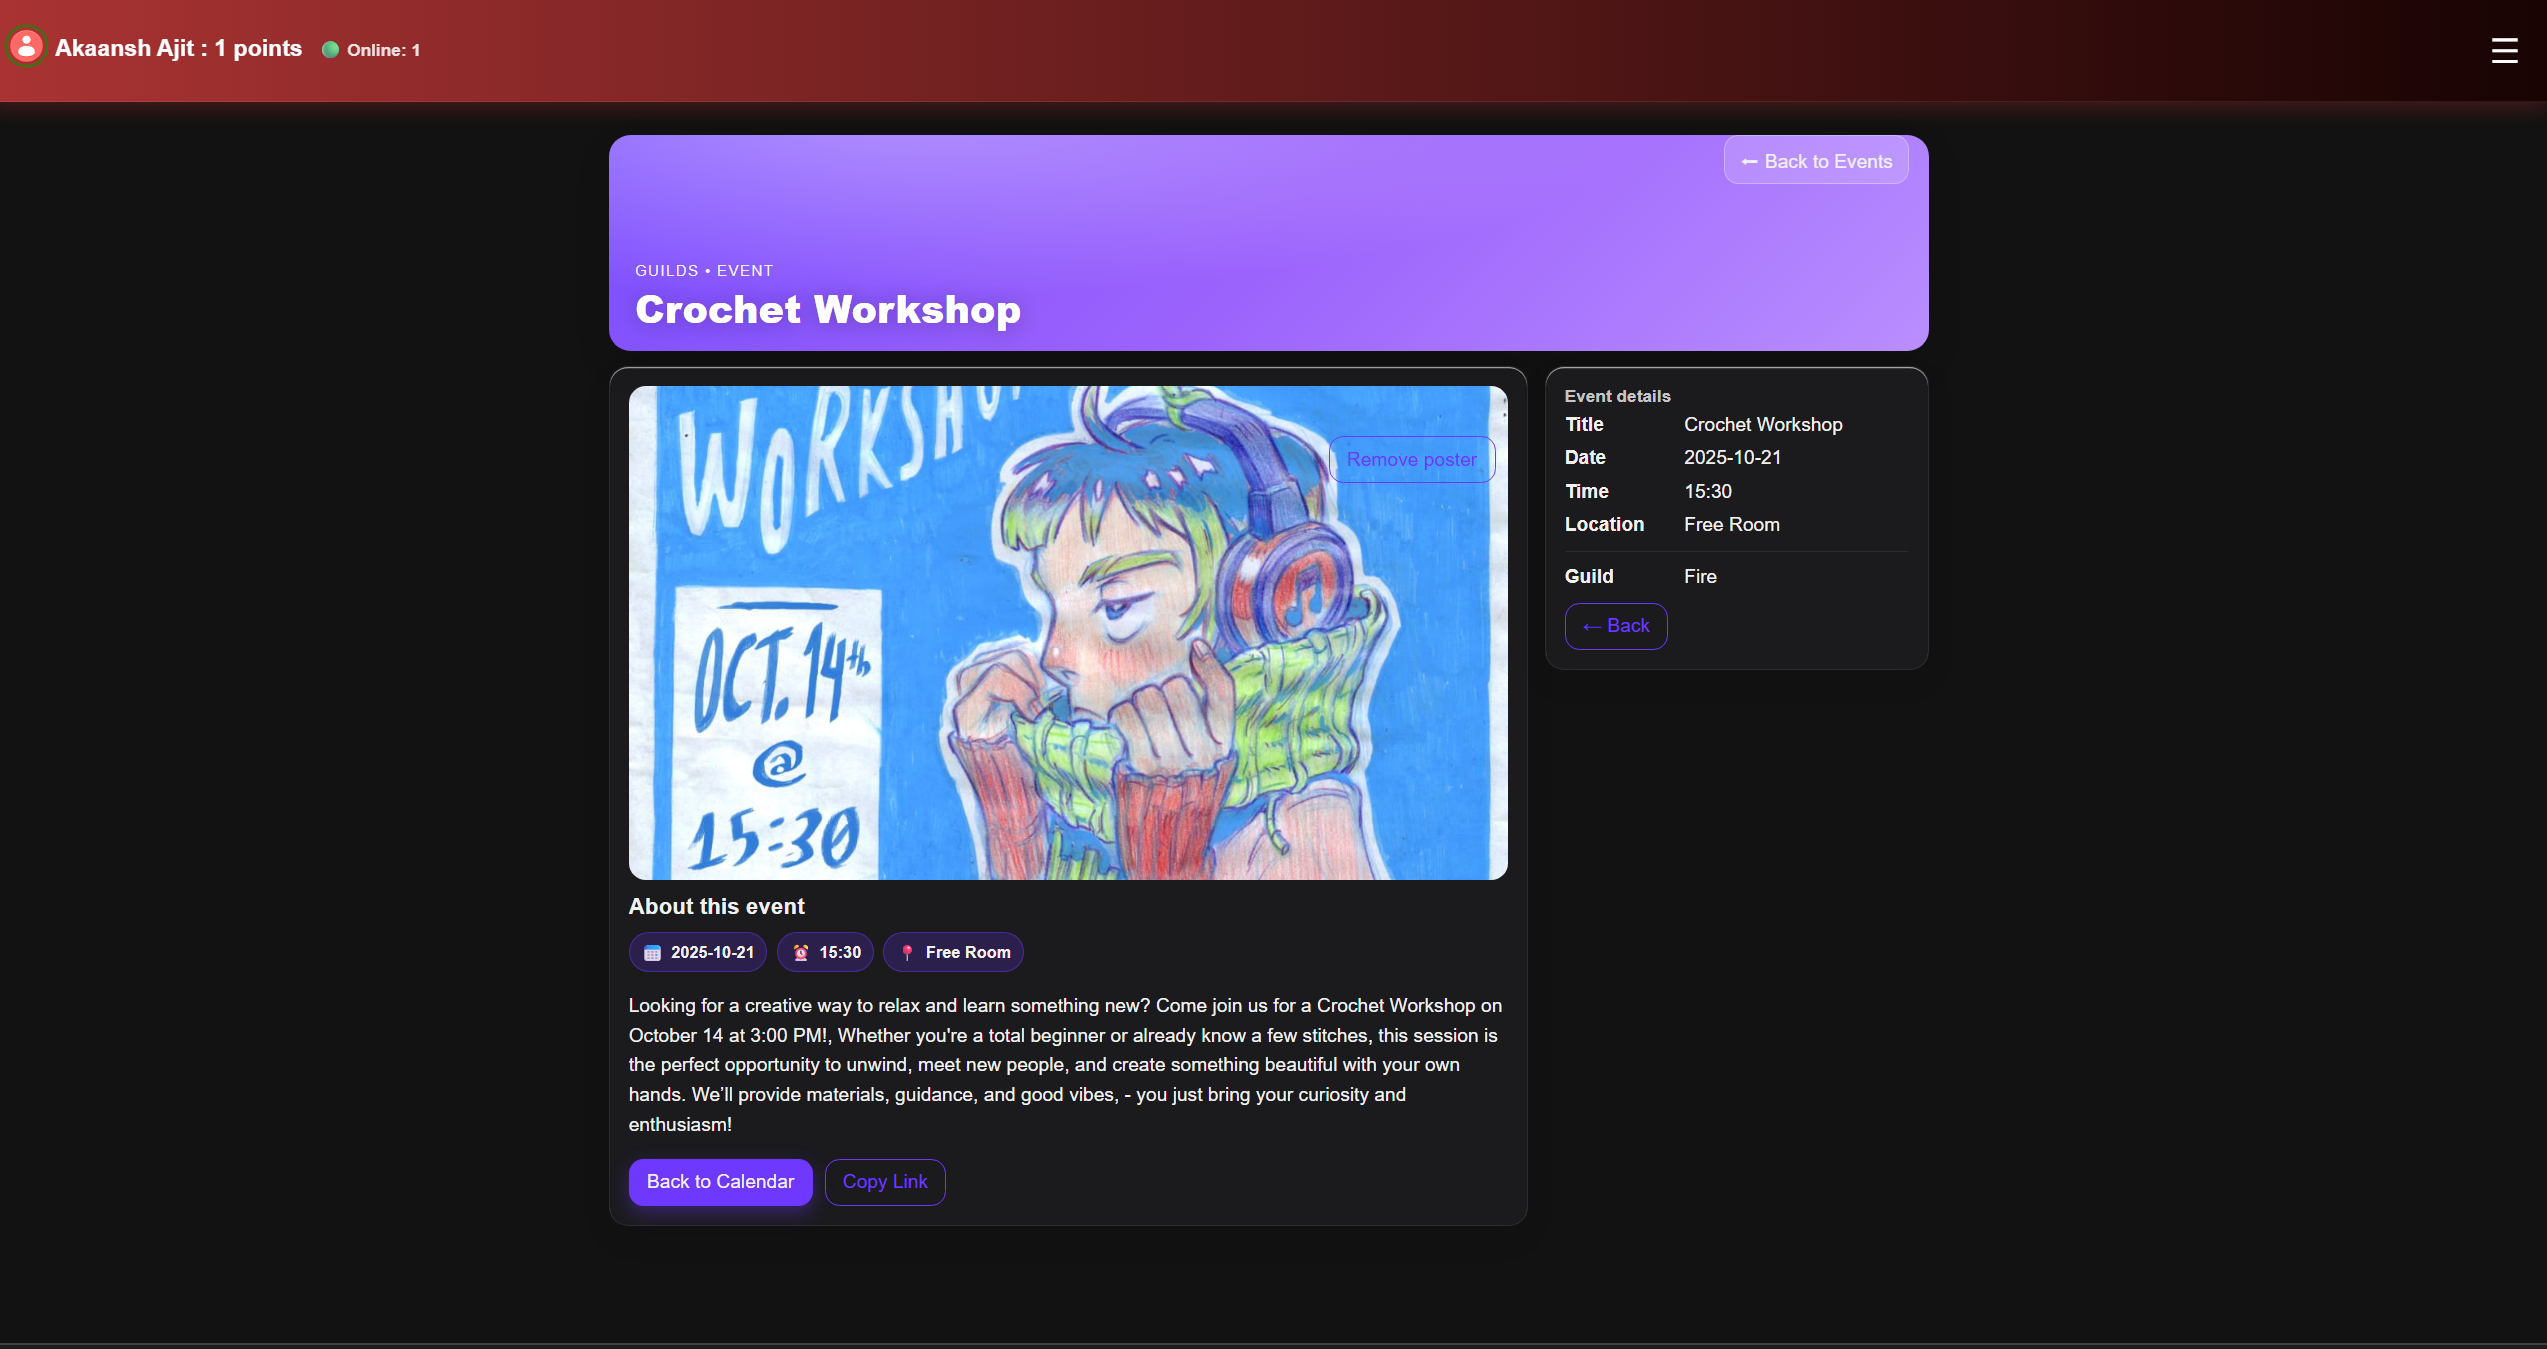 Akaansh Ajit : 1 points
Online: 1
← Back to Events
GUILDS • EVENT
Crochet Workshop
WORKSHOP
Remove poster
OCT. 14th
@
15:30
About this event
2025-10-21
15:30
Free Room
Looking for a creative way to relax and learn something new? Come join us for a Crochet Workshop on
October 14 at 3:00 PM!, Whether you're a total beginner or already know a few stitches, this session is
the perfect opportunity to unwind, meet new people, and create something beautiful with your own
hands. We’ll provide materials, guidance, and good vibes, - you just bring your curiosity and
enthusiasm!
Back to Calendar
Copy Link
Event details
Title Crochet Workshop
Date 2025-10-21
Time 15:30
Location Free Room
Guild Fire
← Back